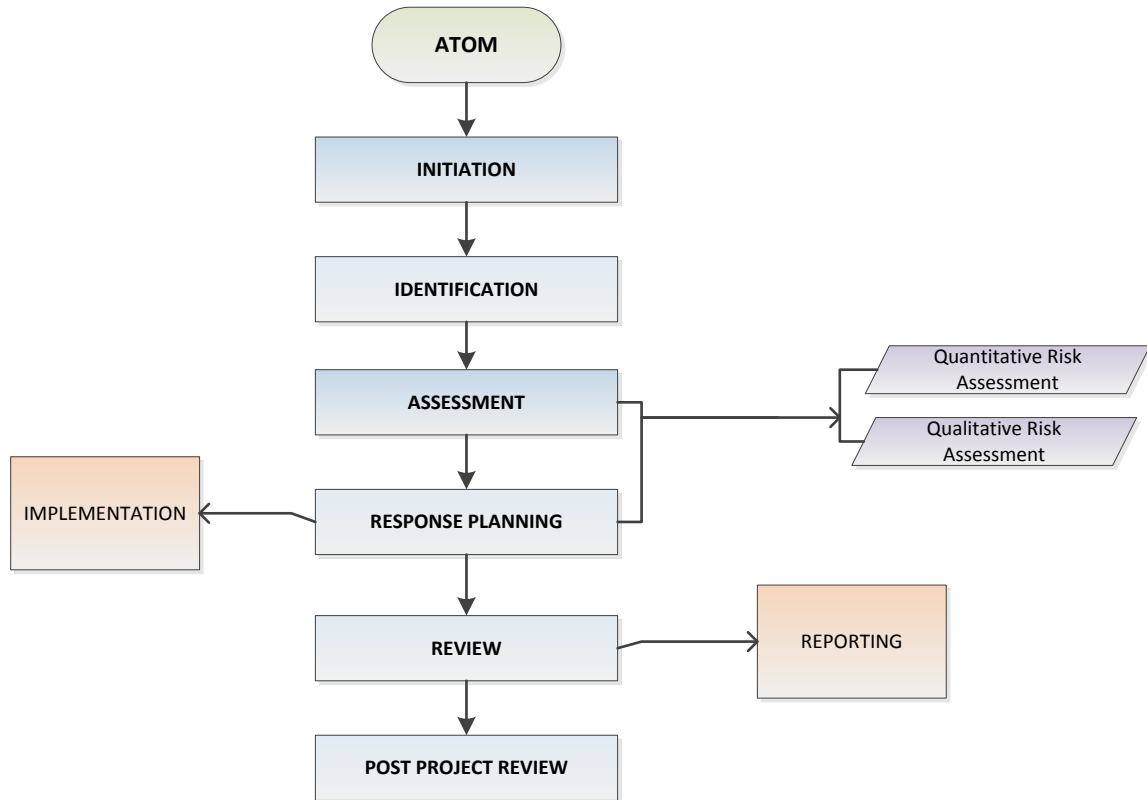 ATOM
INITIATION
IDENTIFICATION
Quantitative Risk
Assessment
ASSESSMENT
Qualitative Risk
Assessment
IMPLEMENTATION
RESPONSE PLANNING
REVIEW
REPORTING
POST PROJECT REVIEW